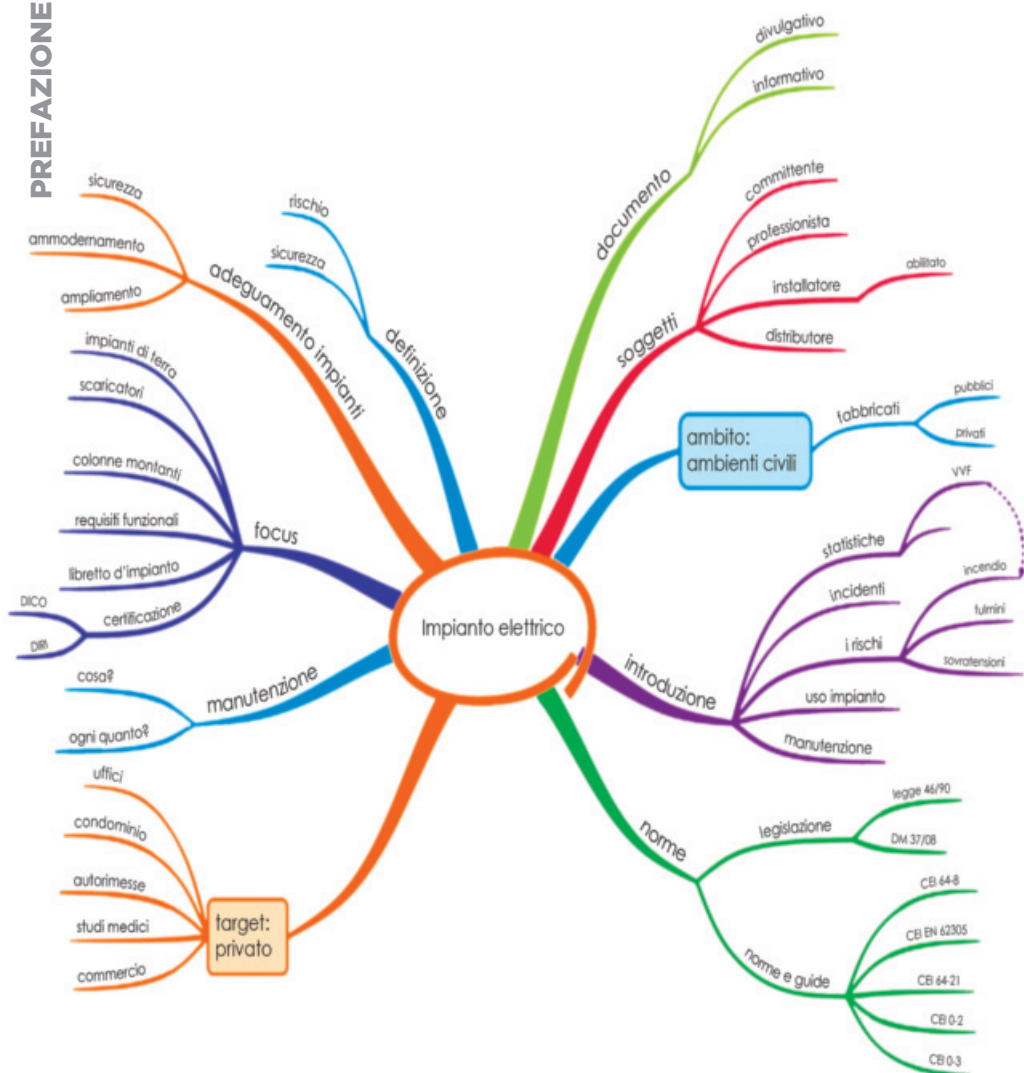 PREFAZIONE
Impianto elettrico
documento
divulgativo
informativo
soggetti
committente
professionista
installatore
abilitato
distributore
ambito:
ambienti civili
fabbricati
pubblici
privati
introduzione
statistiche
VVF
incidenti
i rischi
incendio
fulmini
sovratensioni
uso impianto
manutenzione
norme
legislazione
legge 46/90
DM 37/08
norme e guide
CEI 64-8
CEI EN 62305
CEI 64-21
CEI 0-2
CEI 0-3
target:
privato
uffici
condominio
autorimesse
studi medici
commercio
manutenzione
cosa?
ogni quanto?
focus
impianti di terra
scaricatori
colonne montanti
requisiti funzionali
libretto d'impianto
certificazione
DICO
DIRI
adeguamento impianti
sicurezza
ammodernamento
ampliamento
definizione
rischio
sicurezza